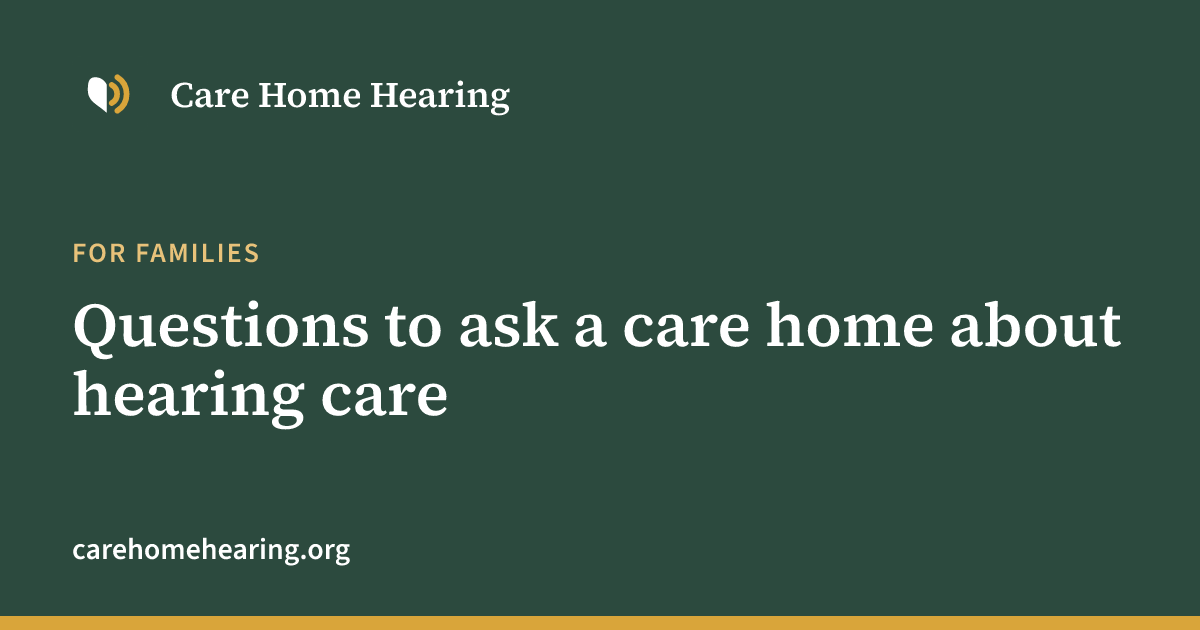 Care Home Hearing
FOR FAMILIES
Questions to ask a care home about
hearing care
carehomehearing.org